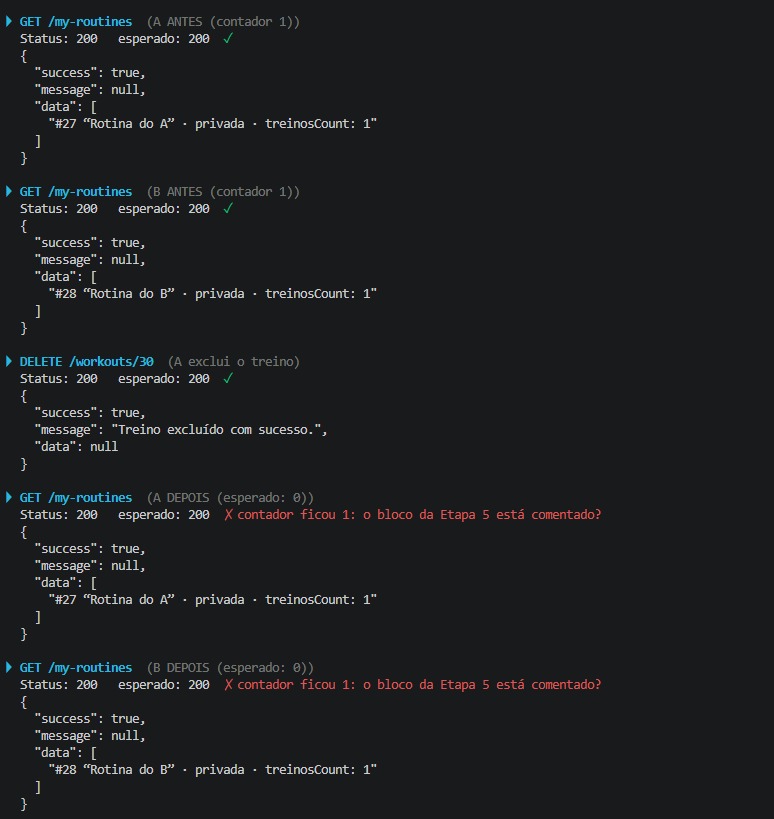 GET /my-routines (A ANTES (contador 1))
Status: 200 esperado: 200 ✓
{
"success": true,
"message": null,
"data": [
"#27 “Rotina do A” · privada · treinosCount: 1"
]
}
GET /my-routines (B ANTES (contador 1))
Status: 200 esperado: 200 ✓
{
"success": true,
"message": null,
"data": [
"#28 “Rotina do B” · privada · treinosCount: 1"
]
}
DELETE /workouts/30 (A exclui o treino)
Status: 200 esperado: 200 ✓
{
"success": true,
"message": "Treino excluído com sucesso.",
"data": null
}
GET /my-routines (A DEPOIS (esperado: 0))
Status: 200 esperado: 200 ✗ contador ficou 1: o bloco da Etapa 5 está comentado?
{
"success": true,
"message": null,
"data": [
"#27 “Rotina do A” · privada · treinosCount: 1"
]
}
GET /my-routines (B DEPOIS (esperado: 0))
Status: 200 esperado: 200 ✗ contador ficou 1: o bloco da Etapa 5 está comentado?
{
"success": true,
"message": null,
"data": [
"#28 “Rotina do B” · privada · treinosCount: 1"
]
}